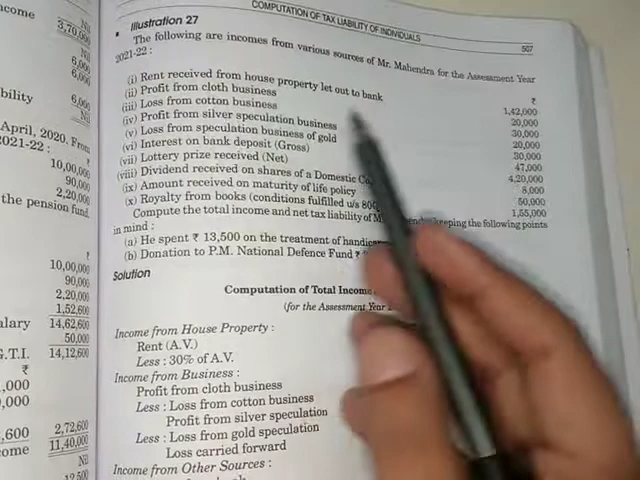 ncome
Nil
3,70,000
Nil
6,000
6,000
bility
6,000
Nil
April, 2020. From
2021-22 :
₹
10,00,000
90,000
2,20,000
the pension fund.
₹
10,00,000
90,000
2,20,000
1,52,600
alary 14,62,600
50,000
G.T.I. 14,12,600
₹
,000
0,000
,600 2,72,600
ome 11,40,000
Nil
12,500
COMPUTATION OF TAX LIABILITY OF INDIVIDUALS
507
Illustration 27
The following are incomes from various sources of Mr. Mahendra for the Assessment Year
2021-22 :
₹
(i) Rent received from house property let out to bank 1,42,000
(ii) Profit from cloth business 20,000
(iii) Loss from cotton business 30,000
(iv) Profit from silver speculation business 20,000
(v) Loss from speculation business of gold 30,000
(vi) Interest on bank deposit (Gross) 47,000
(vii) Lottery prize received (Net) 4,20,000
(viii) Dividend received on shares of a Domestic Co. 8,000
(ix) Amount received on maturity of life policy 50,000
(x) Royalty from books (conditions fulfilled u/s 80 1,55,000
Compute the total income and net tax liability of M keeping the following points
in mind :
(a) He spent ₹ 13,500 on the treatment of
(b) Donation to P.M. National Defence Fund ₹
Solution
Computation of Total Income
(for the Assessment Year
Income from House Property :
Rent (A.V.)
Less : 30% of A.V.
Income from Business :
Profit from cloth business
Less : Loss from cotton business
Profit from silver speculation
Less : Loss from gold speculation
Loss carried forward
Income from Other Sources :